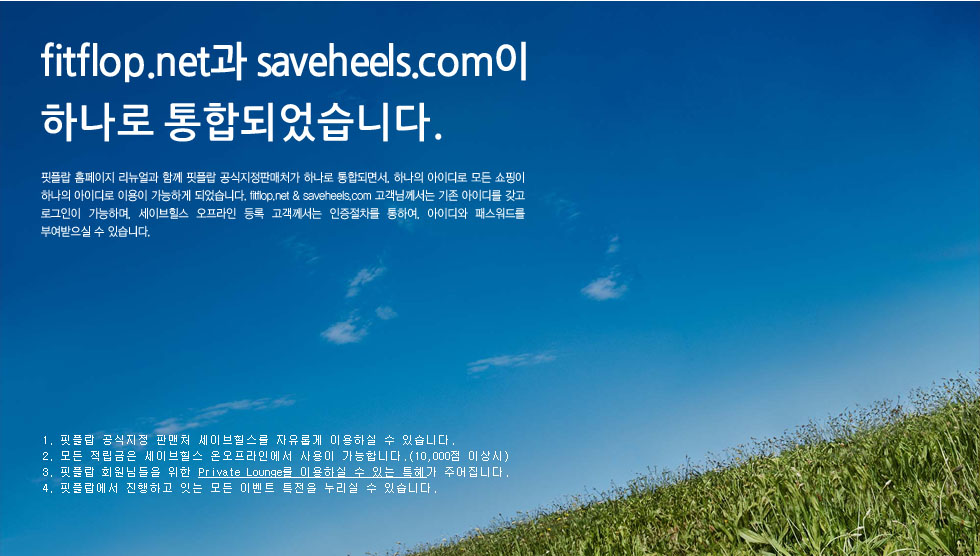 fitflop.net과 saveheels.com이
하나로 통합되었습니다.
핏플랍 홈페이지 리뉴얼과 함께 핏플랍 공식지정판매처가 하나로 통합되면서, 하나의 아이디로 모든 쇼핑이
하나의 아이디로 이용이 가능하게 되었습니다. fitflop.net & saveheels.com 고객님께서는 기존 아이디를 갖고
로그인이 가능하며, 세이브힐스 오프라인 등록 고객께서는 인증절차를 통하여, 아이디와 패스워드를
부여받으실 수 있습니다.
1. 핏플랍 공식지정 판맨처 세이브힐스를 자유롭게 이용하실 수 있습니다.
2. 모든 적립금은 세이브힐스 온오프라인에서 사용이 가능합니다.(10,000점 이상시)
3. 핏플랍 회원님들을 위한 Private Lounge를 이용하실 수 있는 특혜가 주어집니다.
4. 핏플랍에서 진행하고 잇는 모든 이벤트 특전을 누리실 수 있습니다.